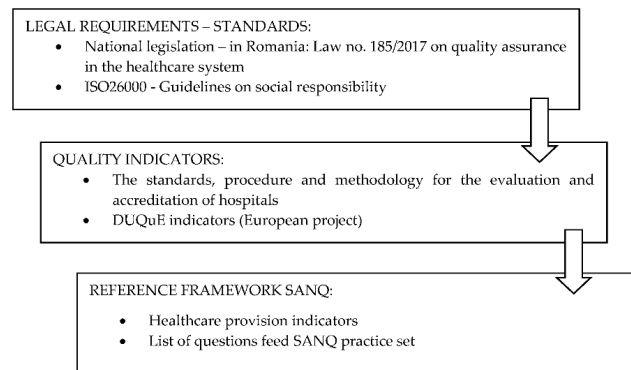 LEGAL REQUIREMENTS – STANDARDS:
• National legislation – in Romania: Law no. 185/2017 on quality assurance
in the healthcare system
• ISO26000 - Guidelines on social responsibility
QUALITY INDICATORS:
• The standards, procedure and methodology for the evaluation and
accreditation of hospitals
• DUQuE indicators (European project)
REFERENCE FRAMEWORK SANQ:
• Healthcare provision indicators
• List of questions feed SANQ practice set